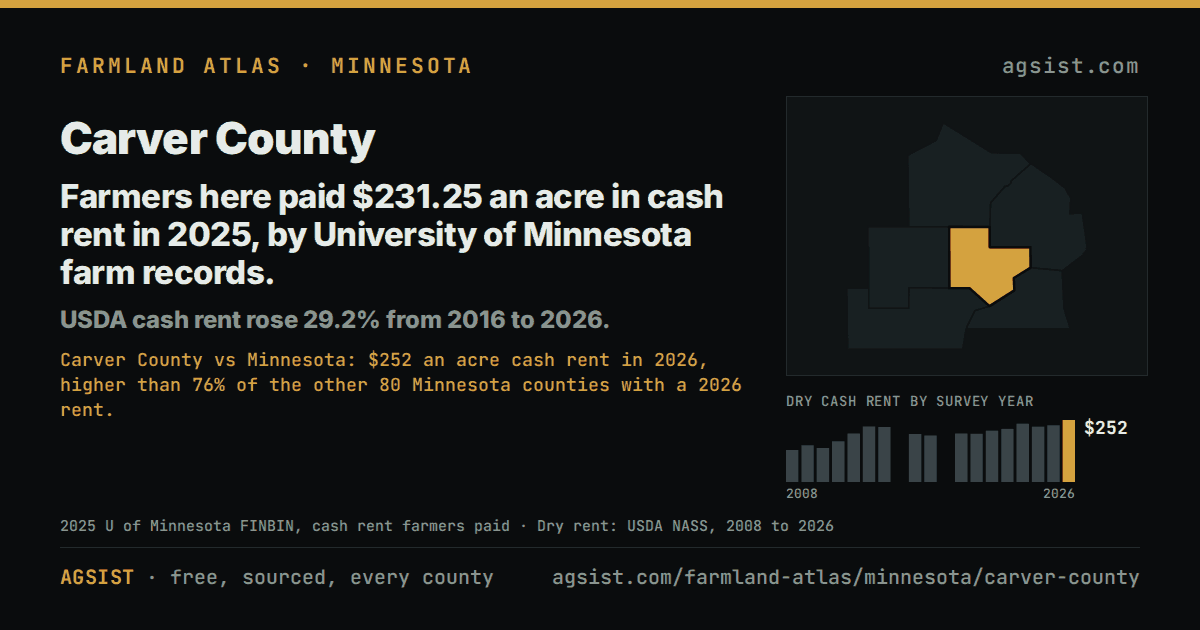 FARMLAND ATLAS · MINNESOTA
agsist.com
Carver County
Farmers here paid $231.25 an acre in cash
rent in 2025, by University of Minnesota
farm records.
USDA cash rent rose 29.2% from 2016 to 2026.
Carver County vs Minnesota: $252 an acre cash rent in 2026,
higher than 76% of the other 80 Minnesota counties with a 2026
rent.
DRY CASH RENT BY SURVEY YEAR
$252
2008
2026
2025 U of Minnesota FINBIN, cash rent farmers paid · Dry rent: USDA NASS, 2008 to 2026
AGSIST · free, sourced, every county
agsist.com/farmland-atlas/minnesota/carver-county